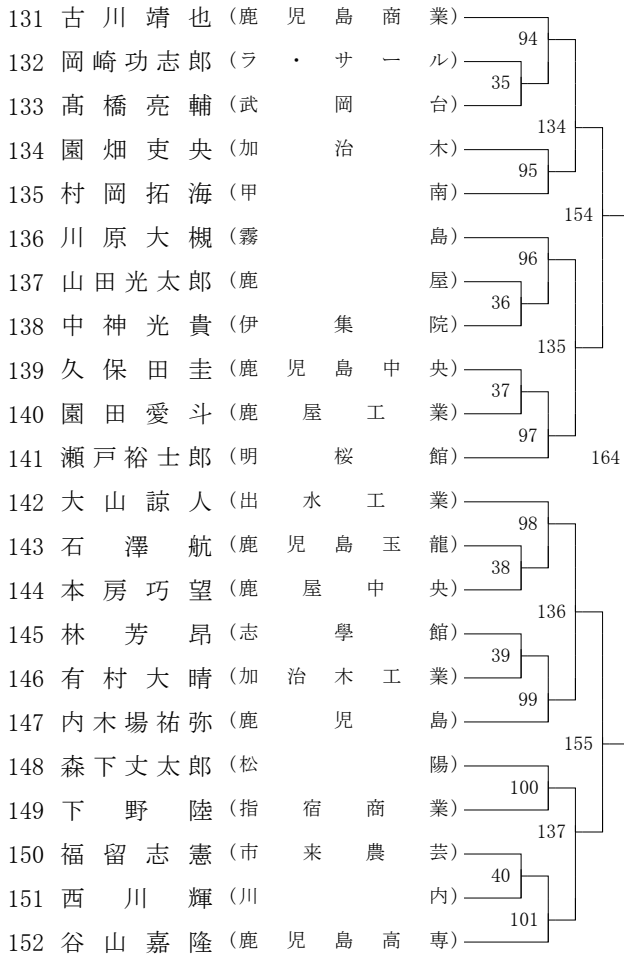 131 古川靖也 (鹿児島商業)
132 岡崎功志郎 (ラ・サール)
133 髙橋亮輔 (武岡台)
134 園畑吏央 (加治木)
135 村岡拓海 (甲南)
136 川原大槻 (霧島)
137 山田光太郎 (鹿屋)
138 中神光貴 (伊集院)
139 久保田圭 (鹿児島中央)
140 園田愛斗 (鹿屋工業)
141 瀬戸裕士郎 (明桜館)
142 大山諒人 (出水工業)
143 石澤航 (鹿児島玉龍)
144 本房巧望 (鹿屋中央)
145 林芳昂 (志學館)
146 有村大晴 (加治木工業)
147 内木場祐弥 (鹿児島)
148 森下丈太郎 (松陽)
149 下野陸 (指宿商業)
150 福留志憲 (市来農芸)
151 西川輝 (川内)
152 谷山嘉隆 (鹿児島高専)
94
35
134
95
154
96
36
135
37
97
164
98
38
136
39
99
155
100
137
40
101